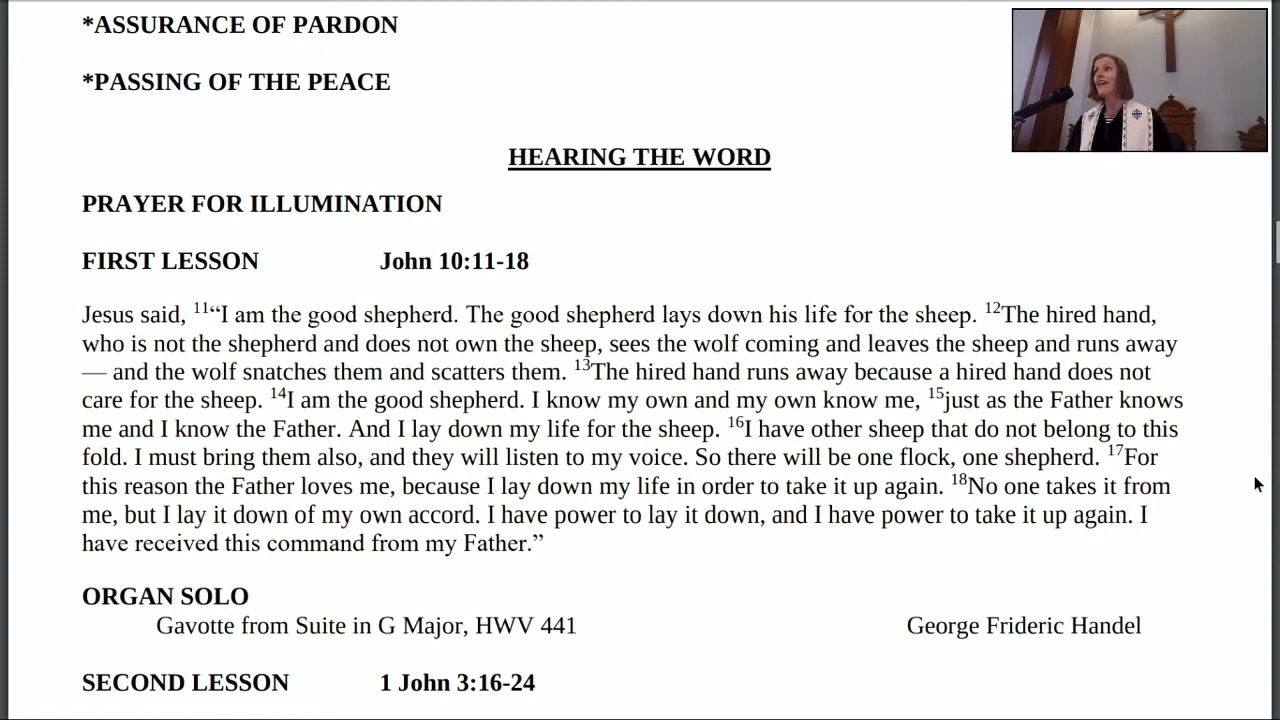 *ASSURANCE OF PARDON
*PASSING OF THE PEACE
HEARING THE WORD
PRAYER FOR ILLUMINATION
FIRST LESSON John 10:11-18
Jesus said, 11“I am the good shepherd. The good shepherd lays down his life for the sheep. 12The hired hand,
who is not the shepherd and does not own the sheep, sees the wolf coming and leaves the sheep and runs away
— and the wolf snatches them and scatters them. 13The hired hand runs away because a hired hand does not
care for the sheep. 14I am the good shepherd. I know my own and my own know me, 15just as the Father knows
me and I know the Father. And I lay down my life for the sheep. 16I have other sheep that do not belong to this
fold. I must bring them also, and they will listen to my voice. So there will be one flock, one shepherd. 17For
this reason the Father loves me, because I lay down my life in order to take it up again. 18No one takes it from
me, but I lay it down of my own accord. I have power to lay it down, and I have power to take it up again. I
have received this command from my Father.”
ORGAN SOLO
Gavotte from Suite in G Major, HWV 441 George Frideric Handel
SECOND LESSON 1 John 3:16-24